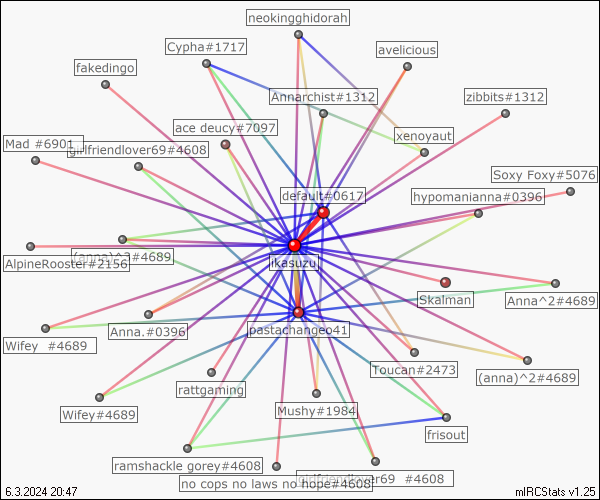 neokingghidorah
Cypha#1717
avelicious
fakedingo
Annarchist#1312
zibbits#1312
ace deucy#7097
xenoyaut
Mad #6901
girlfriendlover69#4608
Soxy Foxy#5076
default#0617
hypomanianna#0396
(anna)^3#4689
AlpineRooster#2156
ikasuzu
Skalman
Anna^2#4689
Anna.#0396
pastachangeo41
Wifey #4689
Toucan#2473
(anna)^2#4689
rattgaming
Wifey#4689
Mushy#1984
frisout
ramshackle gorey#4608
girlfriendlover69 #4608
no cops no laws no hope#4608
6.3.2024 20:47
mIRCStats v1.25